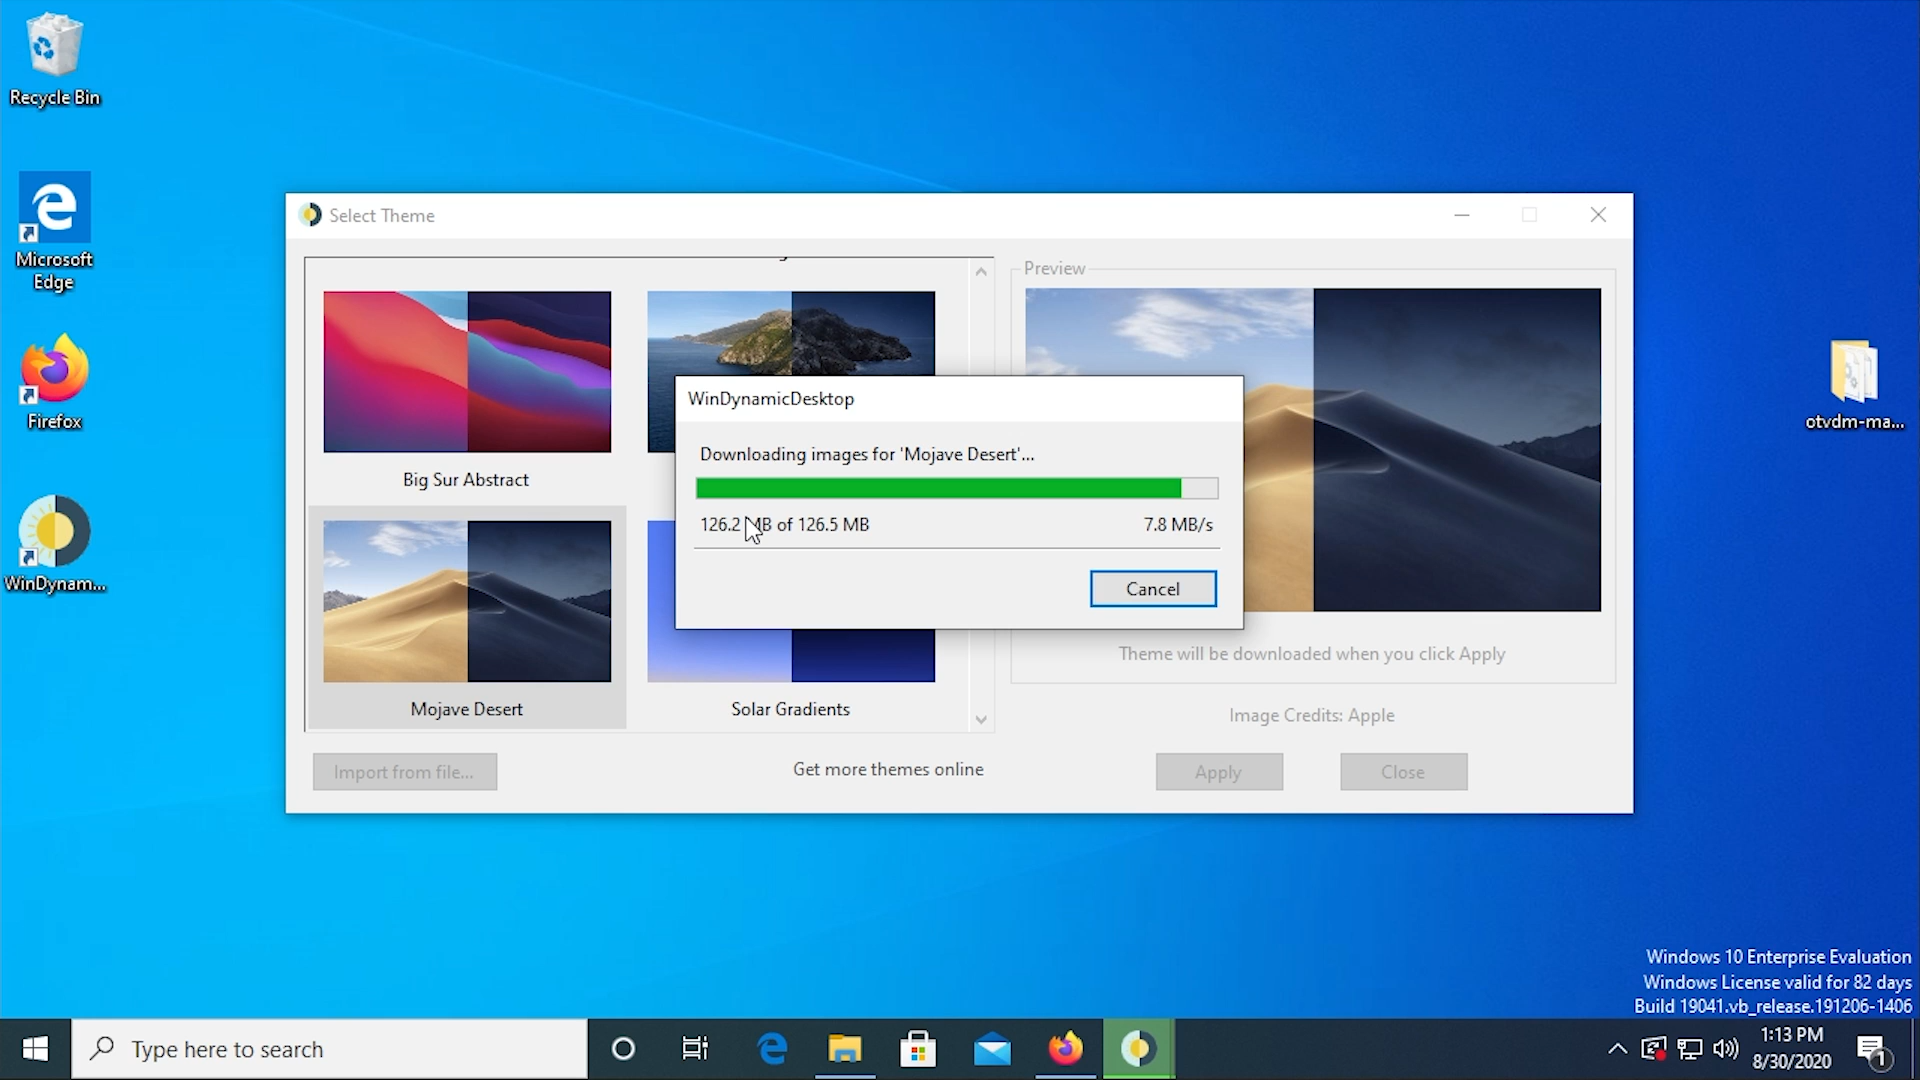 Recycle Bin
Microsoft
Edge
Firefox
WinDynam...
otvdm-ma...
Select Theme
Big Sur Abstract
Mojave Desert
Solar Gradients
Import from file...
Get more themes online
Preview
Theme will be downloaded when you click Apply
Image Credits: Apple
Apply
Close
WinDynamicDesktop
Downloading images for 'Mojave Desert'...
126.2 MB of 126.5 MB
7.8 MB/s
Cancel
Windows 10 Enterprise Evaluation
Windows License valid for 82 days
Build 19041.vb_release.191206-1406
Type here to search
1:13 PM
8/30/2020
1